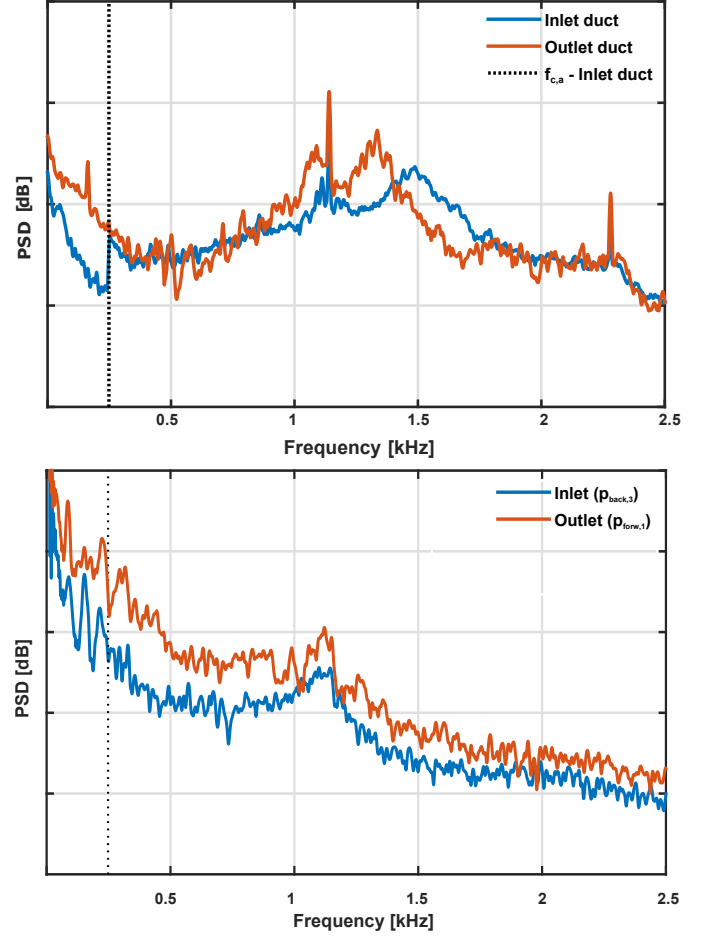 Inlet duct
Outlet duct
f_c,a - Inlet duct
PSD [dB]
0.5 1 1.5 2 2.5
Frequency [kHz]
Inlet (p_back,3)
Outlet (p_forw,1)
PSD [dB]
0.5 1 1.5 2 2.5
Frequency [kHz]